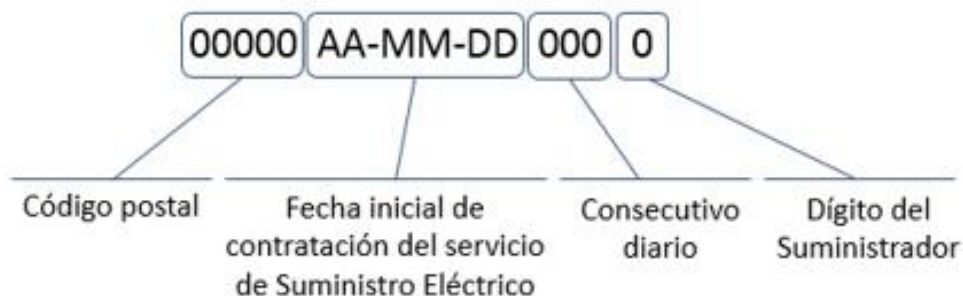 00000 AA-MM-DD 000 0
Código postal
Fecha inicial de
contratación del servicio
de Suministro Eléctrico
Consecutivo
diario
Dígito del
Suministrador